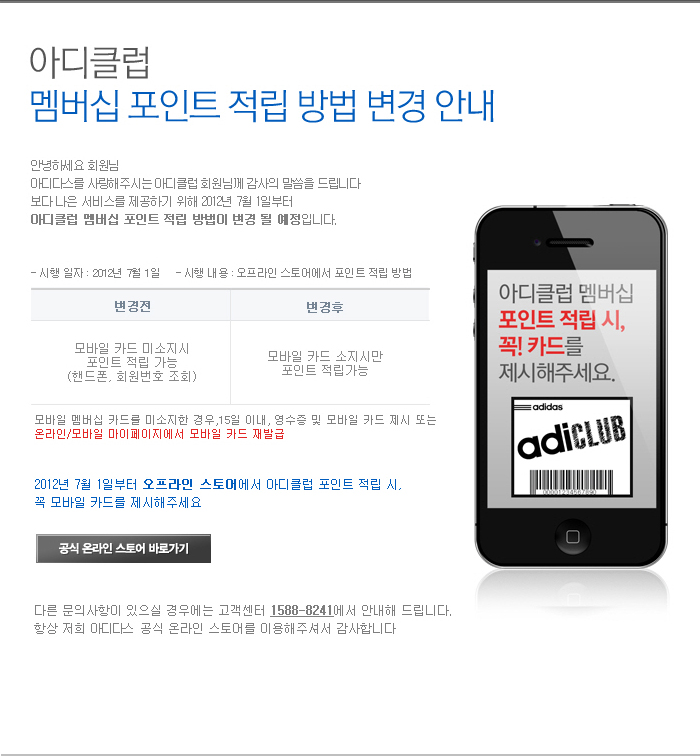 아디클럽
멤버십 포인트 적립 방법 변경 안내
안녕하세요 회원님
아디다스를 사랑해주시는 아디클럽 회원님께 감사의 말씀을 드립니다
보다 나은 서비스를 제공하기 위해 2012년 7월 1일부터
아디클럽 멤버십 포인트 적립 방법이 변경 될 예정입니다.
- 시행 일자 : 2012년 7월 1일 - 시행 내용 : 오프라인 스토어에서 포인트 적립 방법
변경전 변경후
모바일 카드 미소지시
포인트 적립 가능
(핸드폰, 회원번호 조회)
모바일 카드 소지시만
포인트 적립가능
모바일 멤버십 카드를 미소지한 경우,15일 이내, 영수증 및 모바일 카드 제시 또는
온라인/모바일 마이페이지에서 모바일 카드 재발급
2012년 7월 1일부터 오프라인 스토어에서 아디클럽 포인트 적립 시,
꼭 모바일 카드를 제시해주세요
공식 온라인 스토어 바로가기
다른 문의사항이 있으실 경우에는 고객센터 1588-8241에서 안내해 드립니다.
항상 저희 아디다스 공식 온라인 스토어를 이용해주셔서 감사합니다
아디클럽 멤버십
포인트 적립 시,
꼭! 카드를
제시해주세요.
adidas
adiCLUB